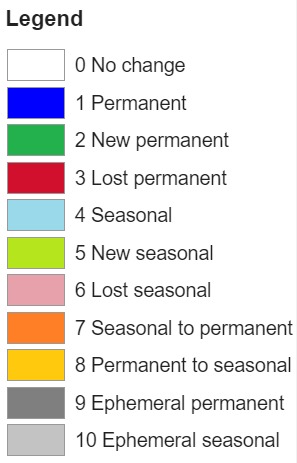 Legend
0 No change
1 Permanent
2 New permanent
3 Lost permanent
4 Seasonal
5 New seasonal
6 Lost seasonal
7 Seasonal to permanent
8 Permanent to seasonal
9 Ephemeral permanent
10 Ephemeral seasonal